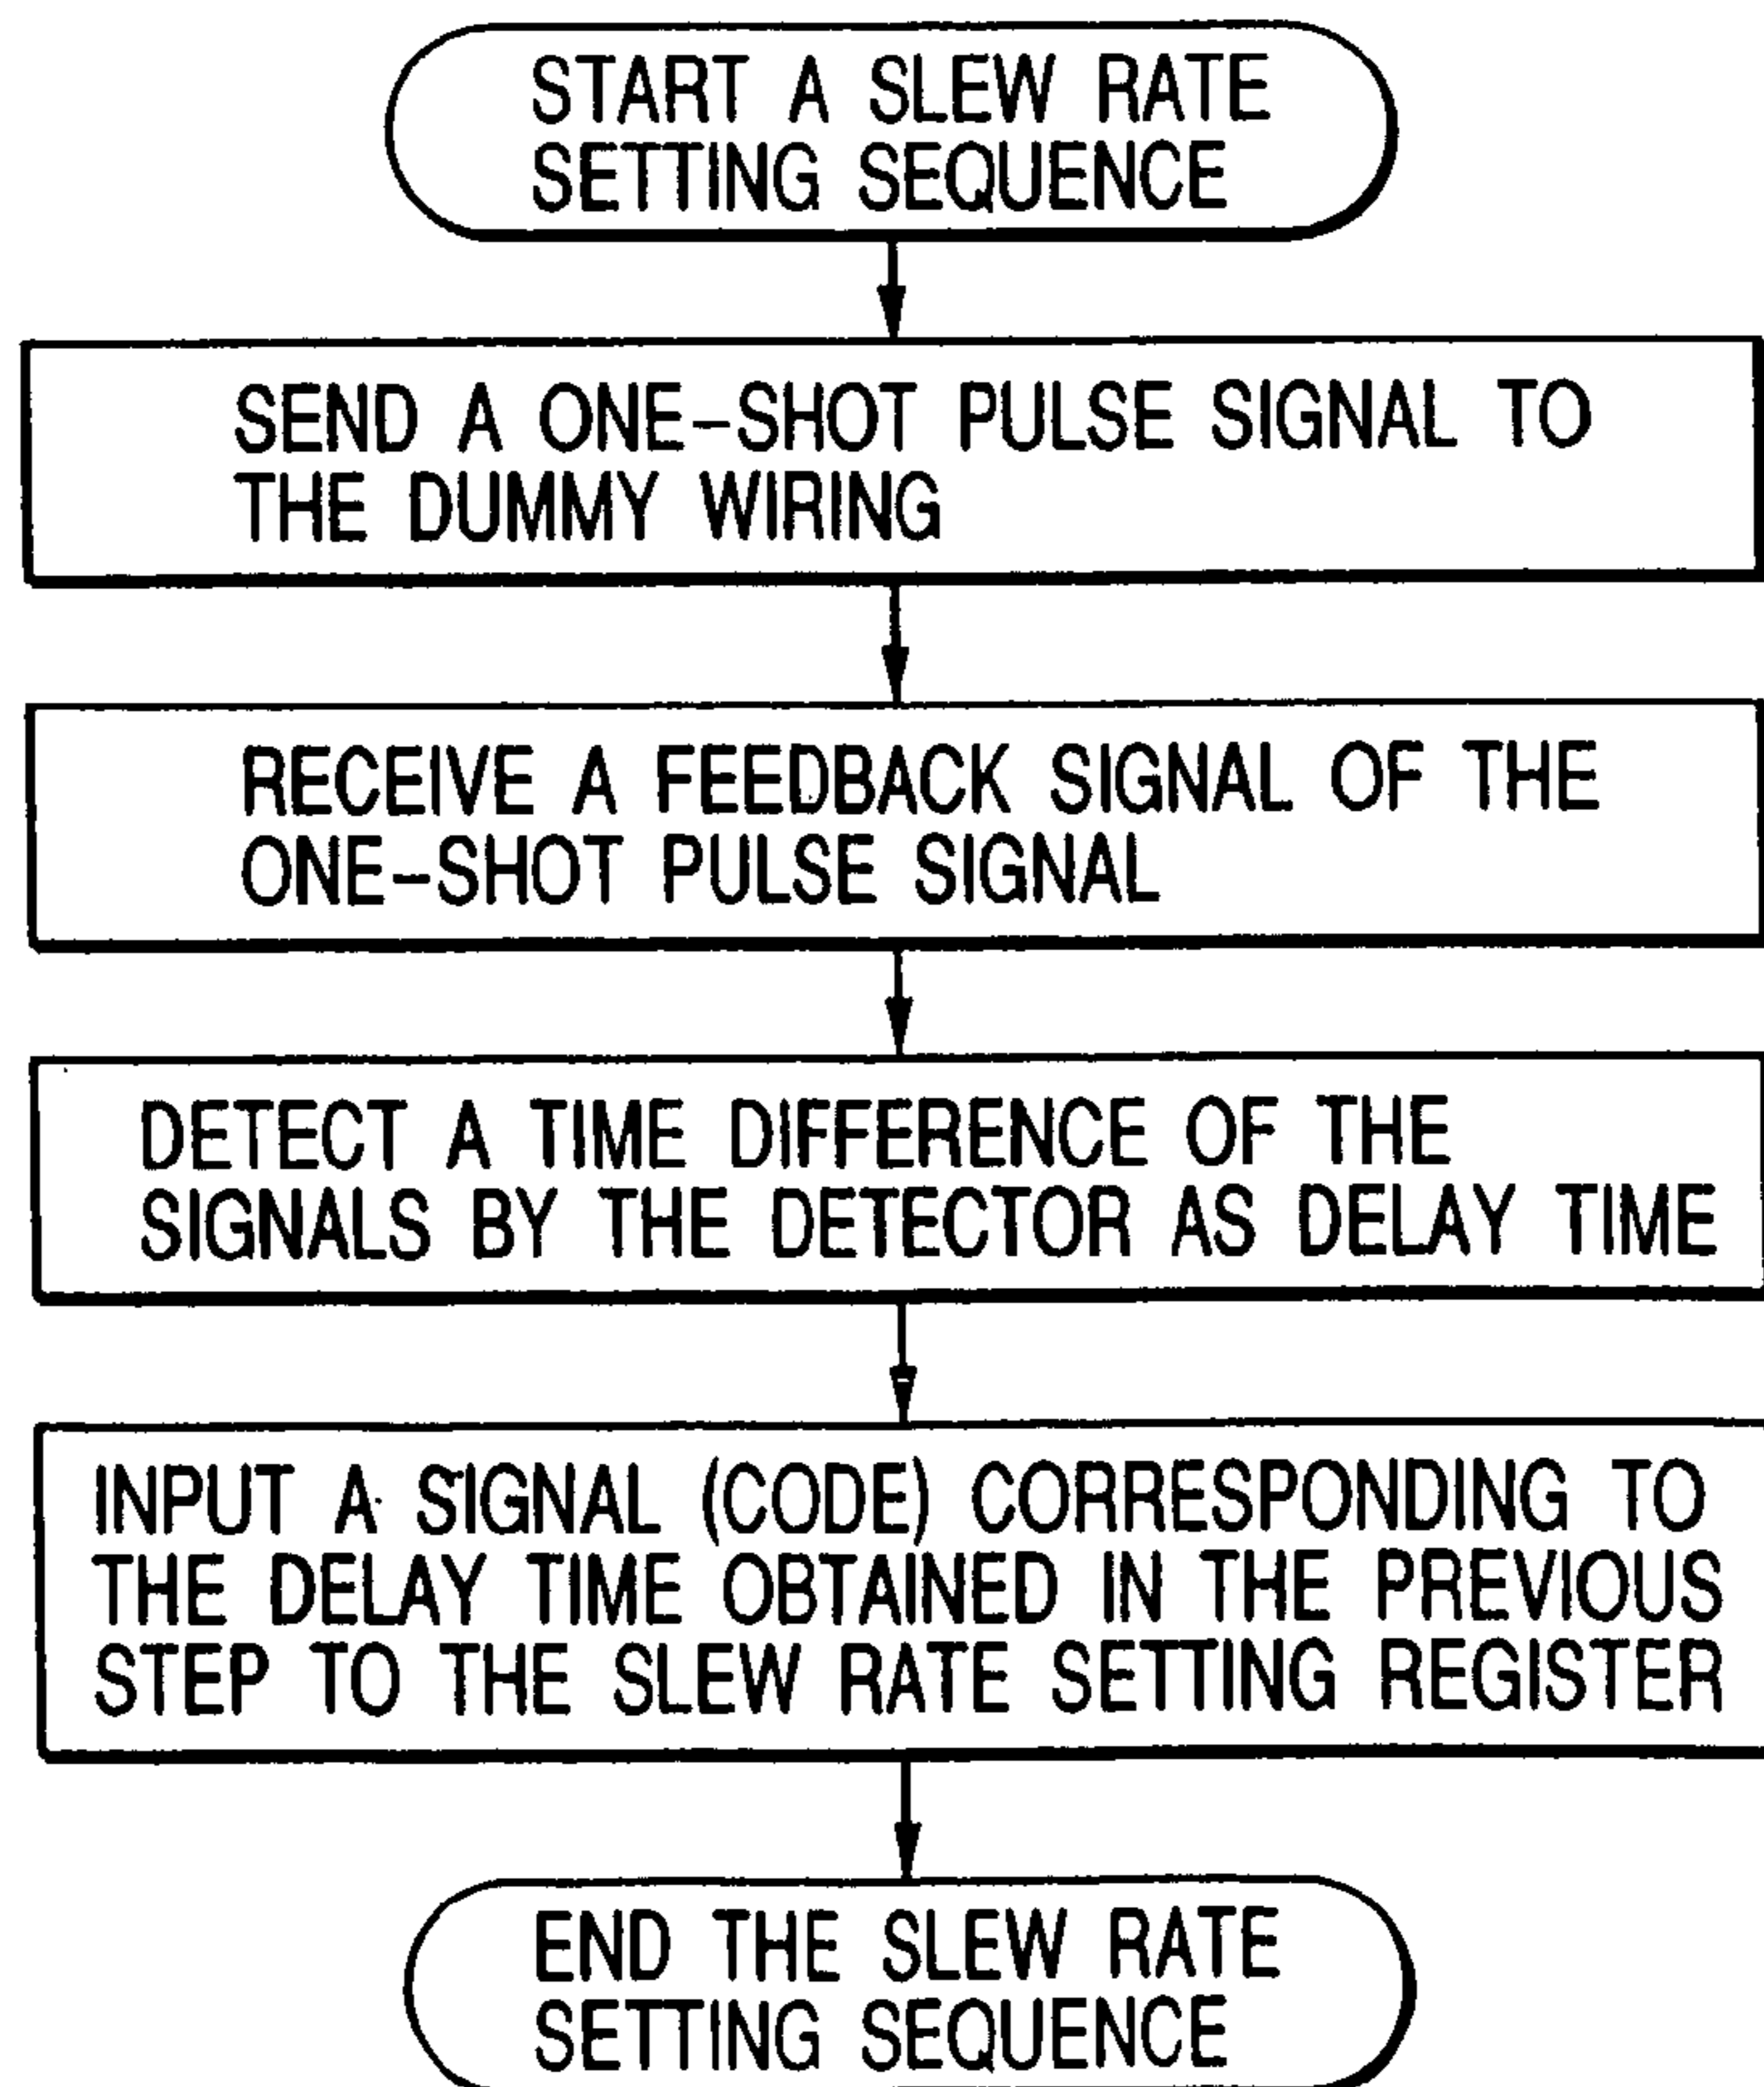 START A SLEW RATE
SETTING SEQUENCE
SEND A ONE-SHOT PULSE SIGNAL TO
THE DUMMY WIRING
RECEIVE A FEEDBACK SIGNAL OF THE
ONE-SHOT PULSE SIGNAL
DETECT A TIME DIFFERENCE OF THE
SIGNALS BY THE DETECTOR AS DELAY TIME
INPUT A SIGNAL (CODE) CORRESPONDING TO
THE DELAY TIME OBTAINED IN THE PREVIOUS
STEP TO THE SLEW RATE SETTING REGISTER
END THE SLEW RATE
SETTING SEQUENCE